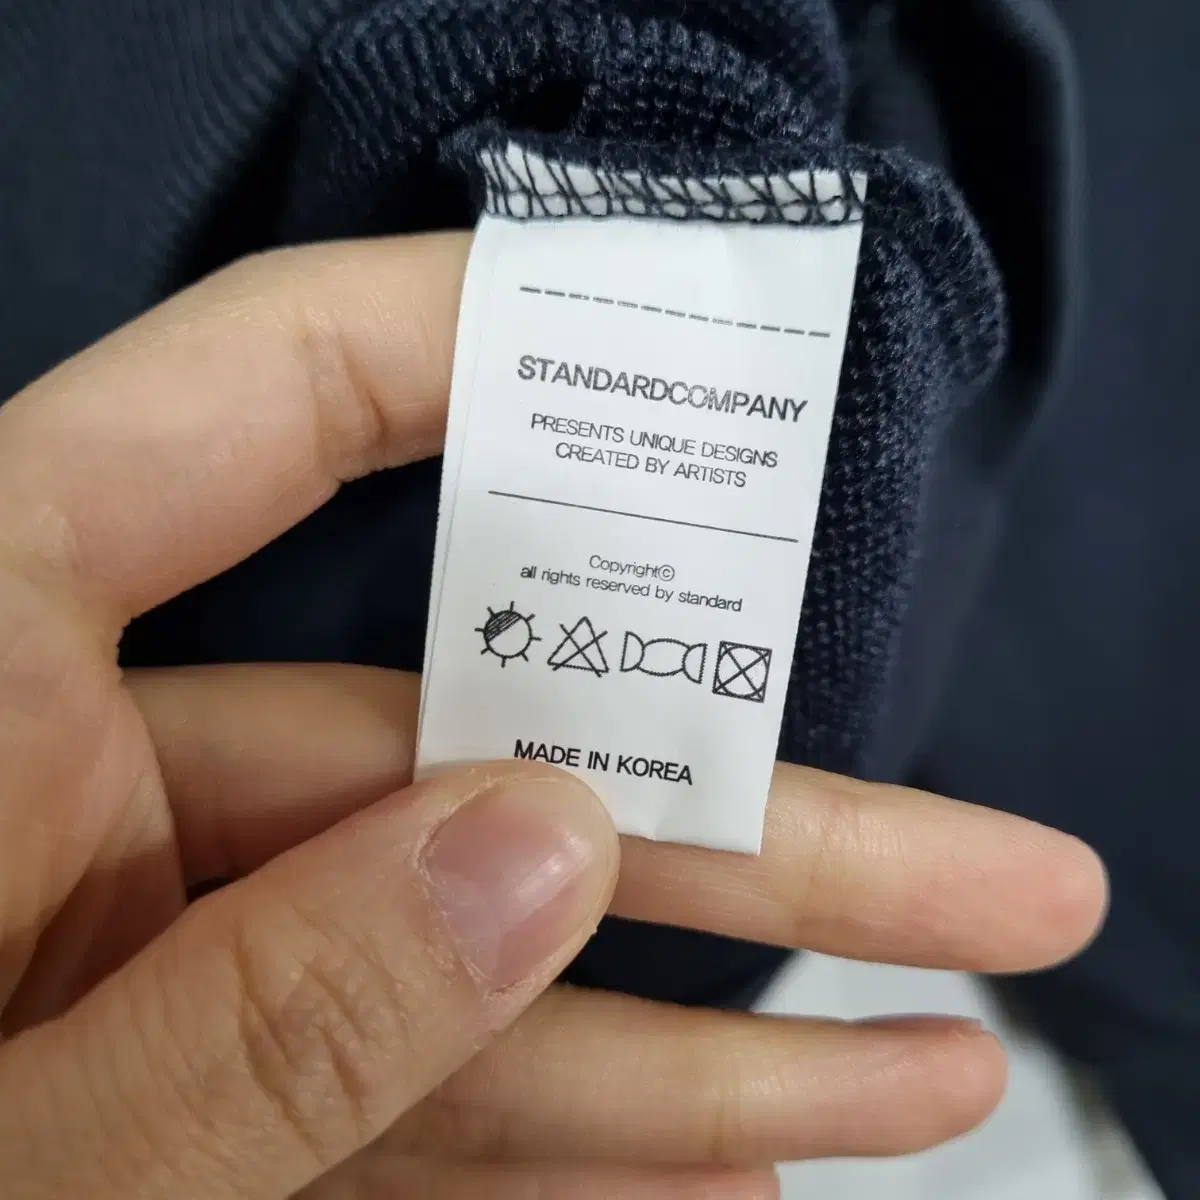 STANDARDCOMPANY
PRESENTS UNIQUE DESIGNS
CREATED BY ARTISTS
Copyright©
all rights reserved by standard
MADE IN KOREA